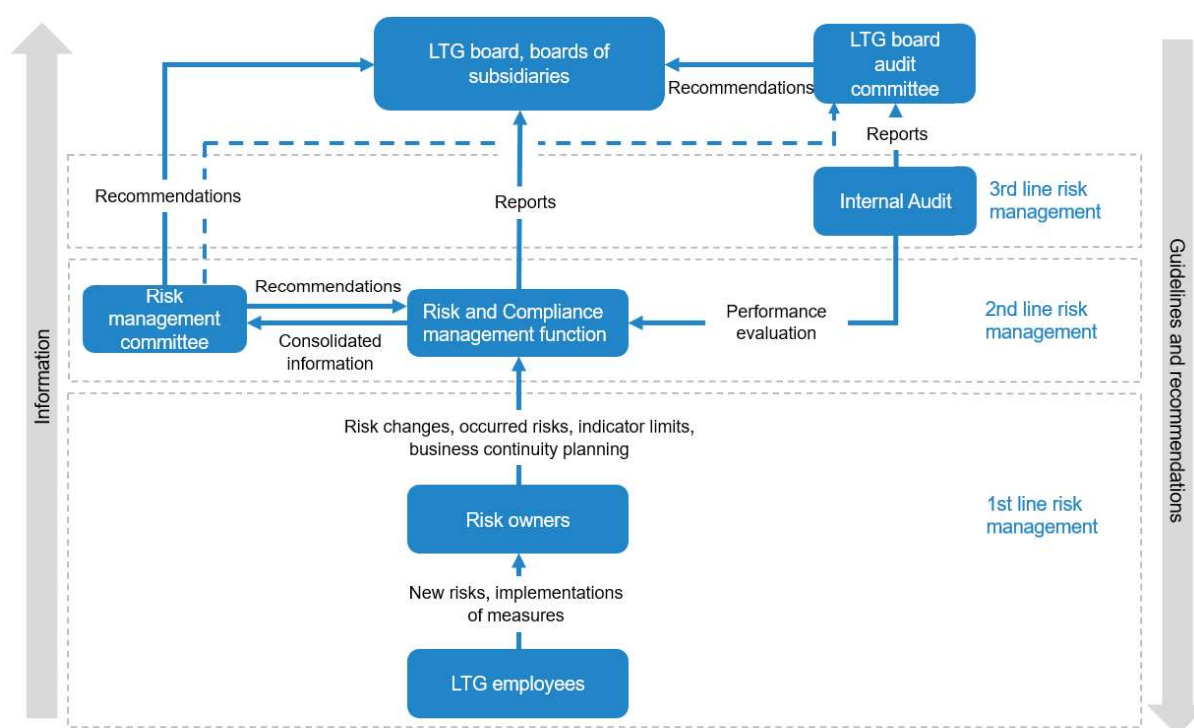 LTG board, boards of
subsidiaries
LTG board
audit
committee
Recommendations
Reports
Recommendations
Reports
Internal Audit
3rd line risk
management
Risk
management
committee
Recommendations
Consolidated
information
Risk and Compliance
management function
Performance
evaluation
2nd line risk
management
Risk changes, occurred risks, indicator limits,
business continuity planning
Risk owners
1st line risk
management
New risks, implementations
of measures
LTG employees
Information
Guidelines and recommendations